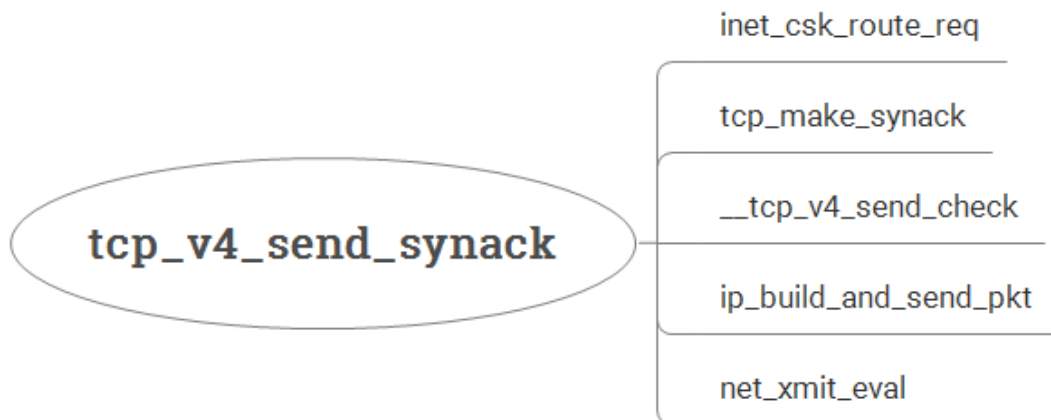 inet_csk_route_req
tcp_make_synack
__tcp_v4_send_check
tcp_v4_send_synack
ip_build_and_send_pkt
net_xmit_eval